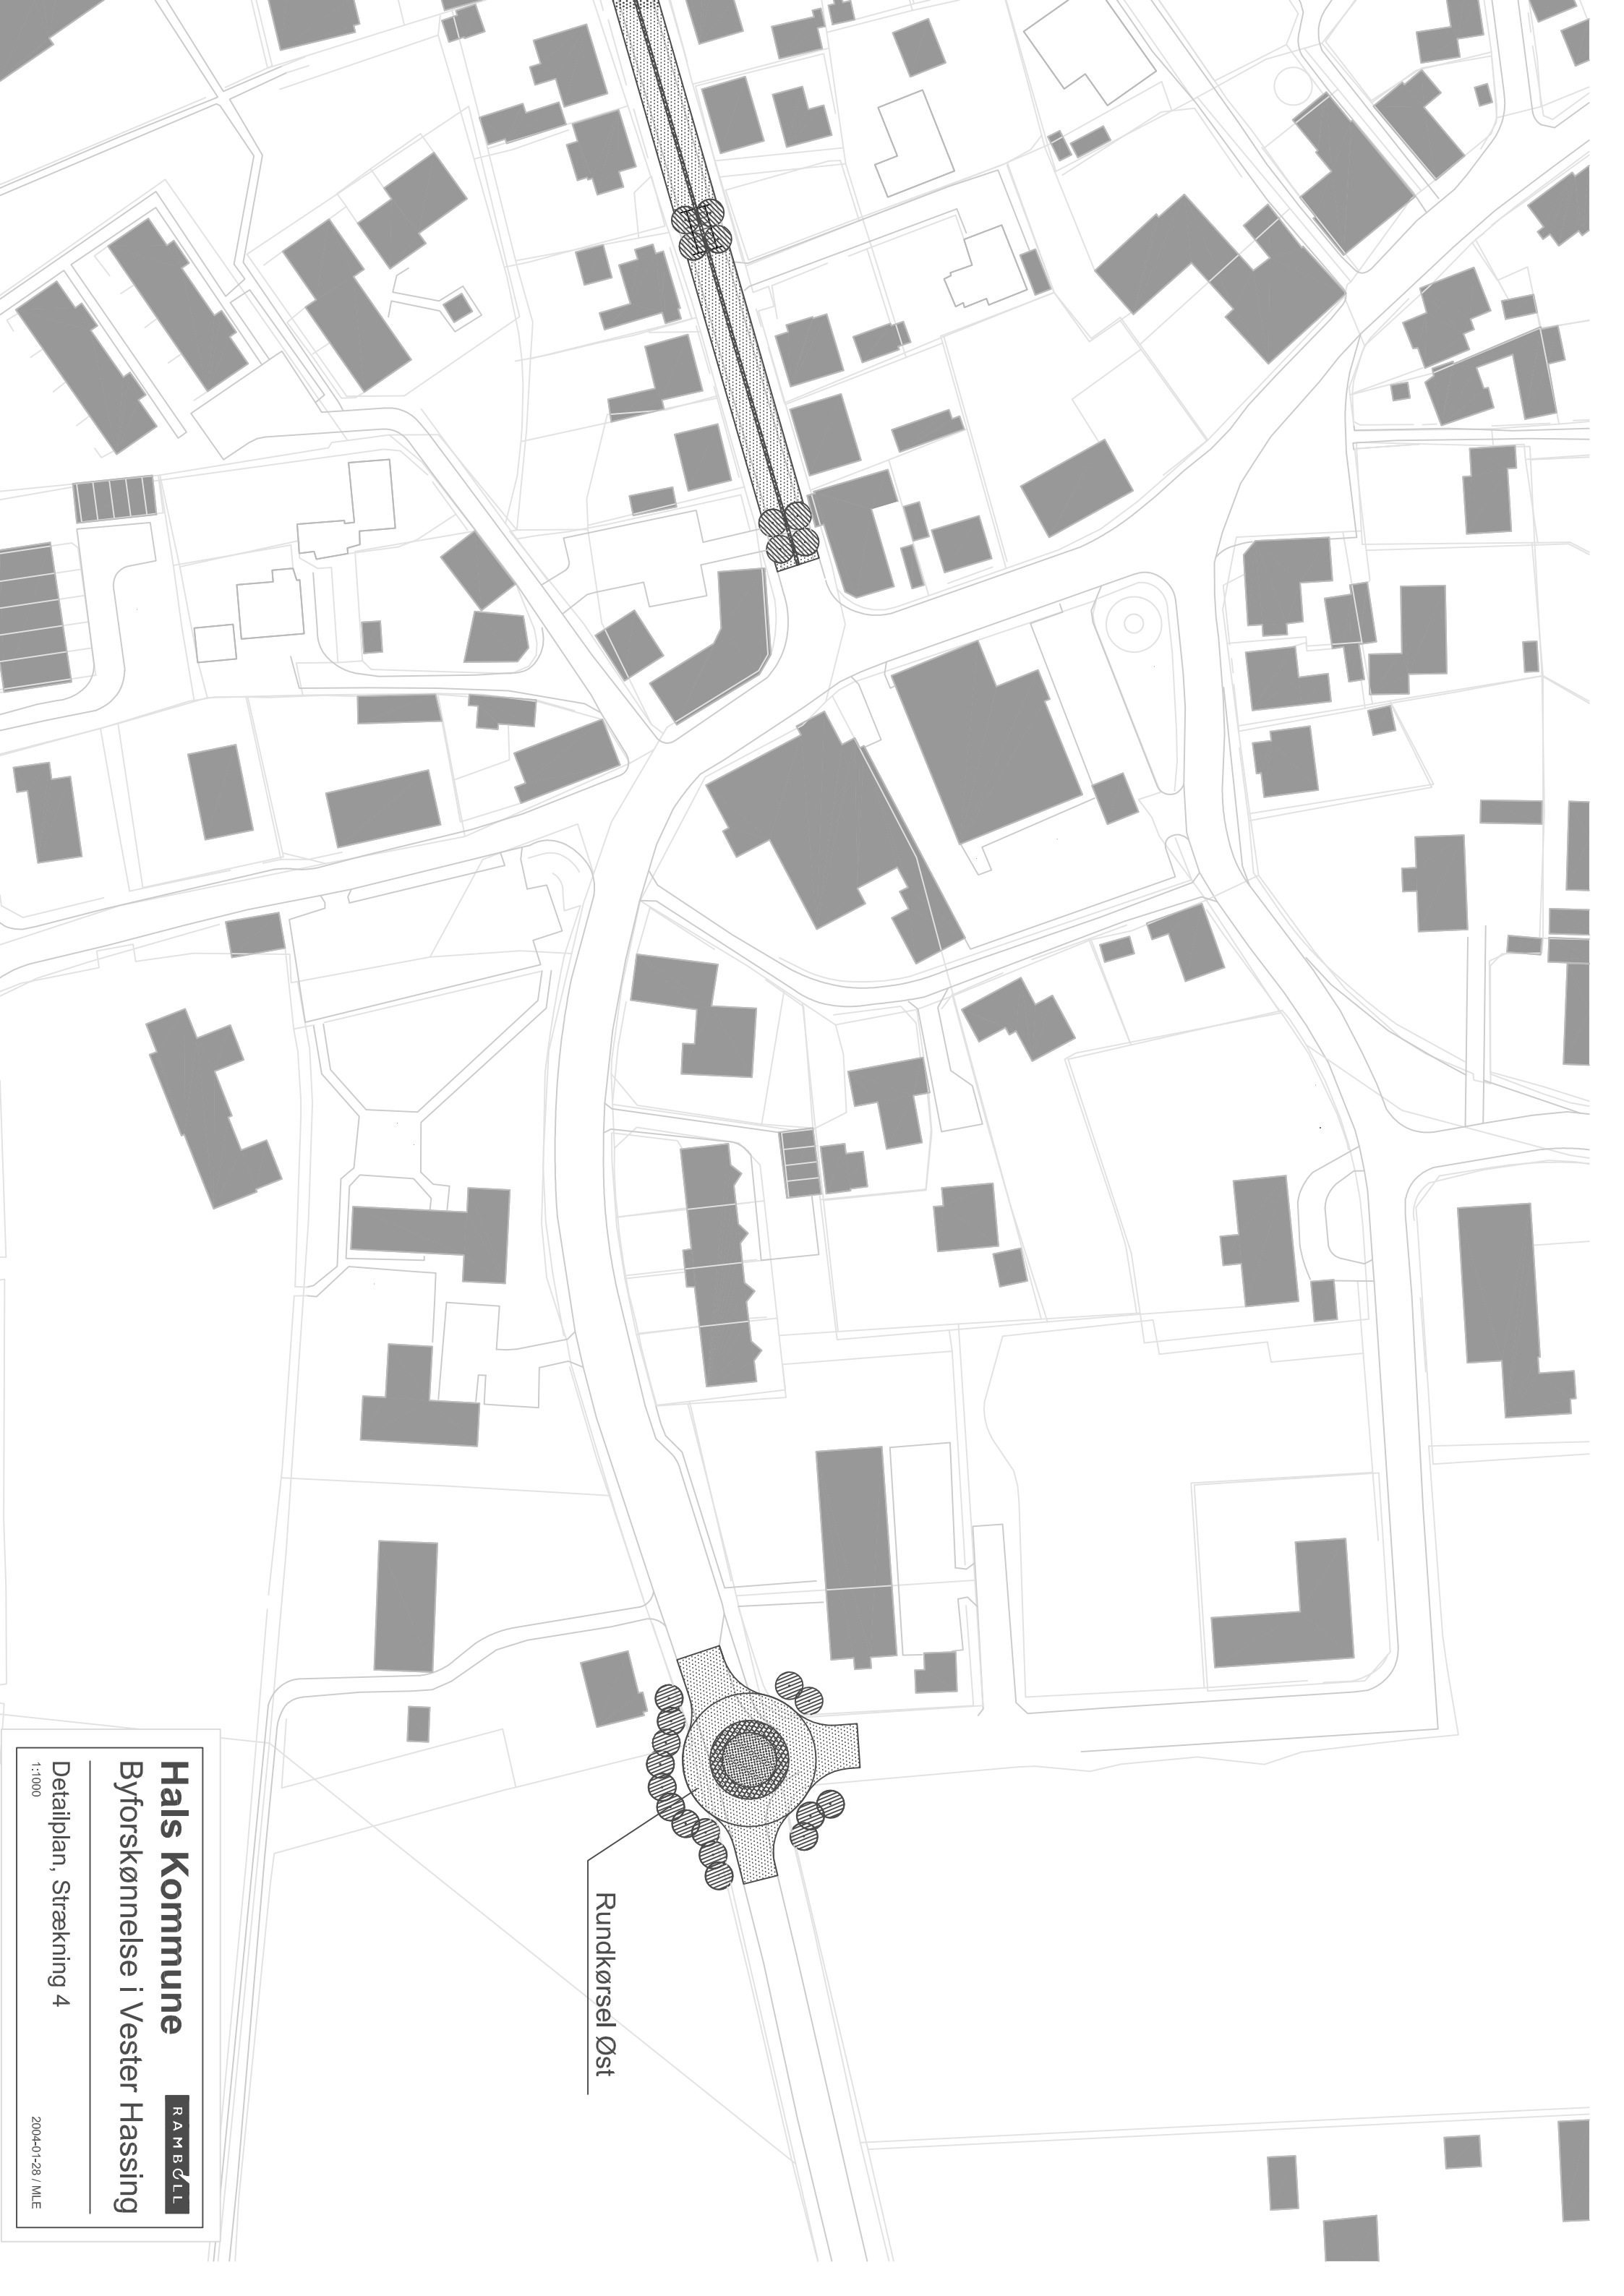 Rundkørsel Øst
Hals Kommune
RAMBØLL
Byforskønnelse i Vester Hassing
Detailplan, Strækning 4
1:1000
2004-01-28 / MLE